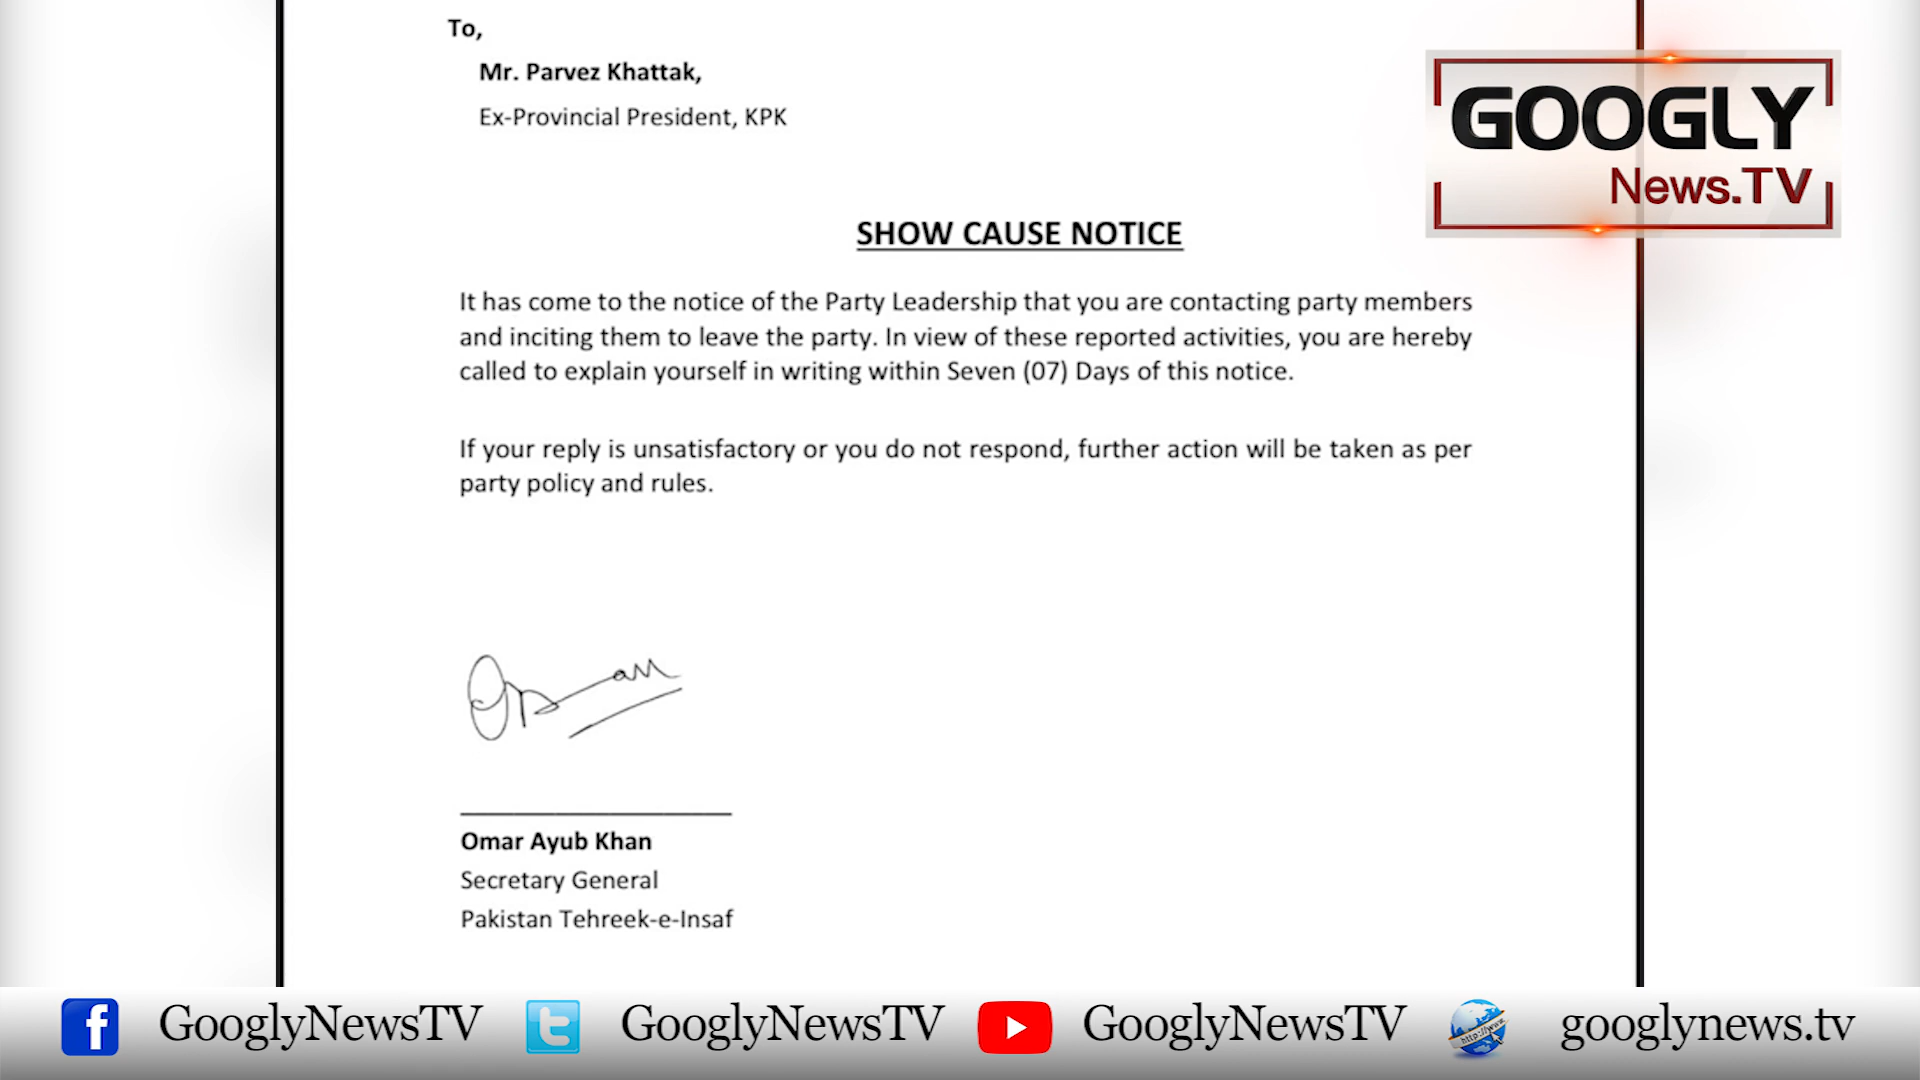 To,
Mr. Parvez Khattak,
Ex-Provincial President, KPK
GOOGLY
News.TV
SHOW CAUSE NOTICE
It has come to the notice of the Party Leadership that you are contacting party members
and inciting them to leave the party. In view of these reported activities, you are hereby
called to explain yourself in writing within Seven (07) Days of this notice.
If your reply is unsatisfactory or you do not respond, further action will be taken as per
party policy and rules.
Omar Ayub Khan
Secretary General
Pakistan Tehreek-e-Insaf
GooglyNewsTV GooglyNewsTV GooglyNewsTV googlynews.tv